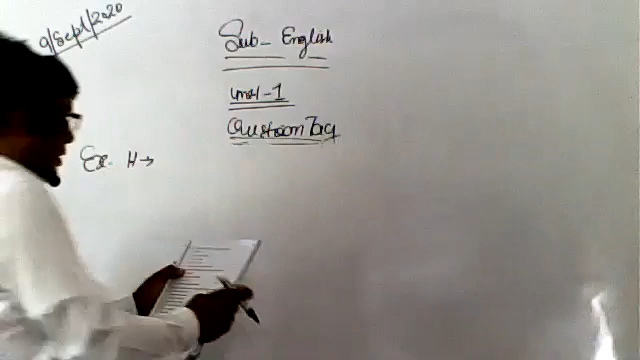 9/Sept/2020
Sub- English
Unit-1
Question Tag
Ex. H→